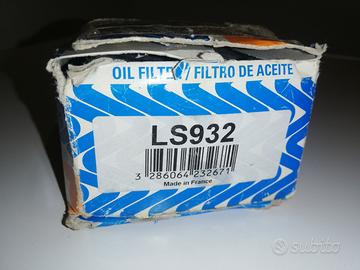 OIL FILTER FILTRO DE ACEITE
LS932
3 286064 232671
Made in France
subito